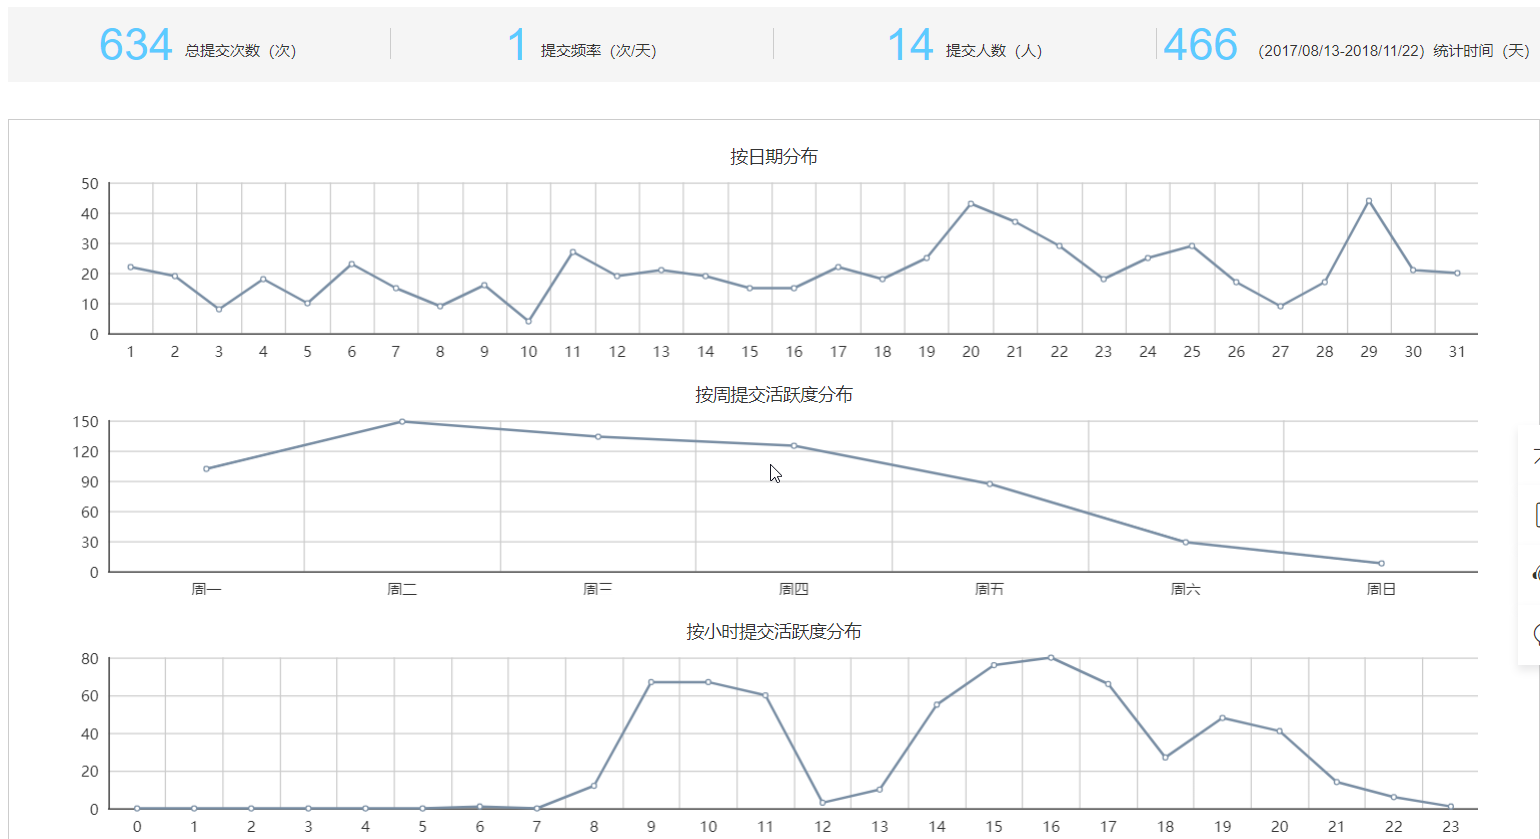 634 总提交次数（次） 1 提交频率（次/天） 14 提交人数（人） 466 （2017/08/13-2018/11/22）统计时间（天）
按日期分布
50
40
30
20
10
0
1 2 3 4 5 6 7 8 9 10 11 12 13 14 15 16 17 18 19 20 21 22 23 24 25 26 27 28 29 30 31
按周提交活跃度分布
150
120
90
60
30
0
周一 周二 周三 周四 周五 周六 周日
按小时提交活跃度分布
80
60
40
20
0
0 1 2 3 4 5 6 7 8 9 10 11 12 13 14 15 16 17 18 19 20 21 22 23